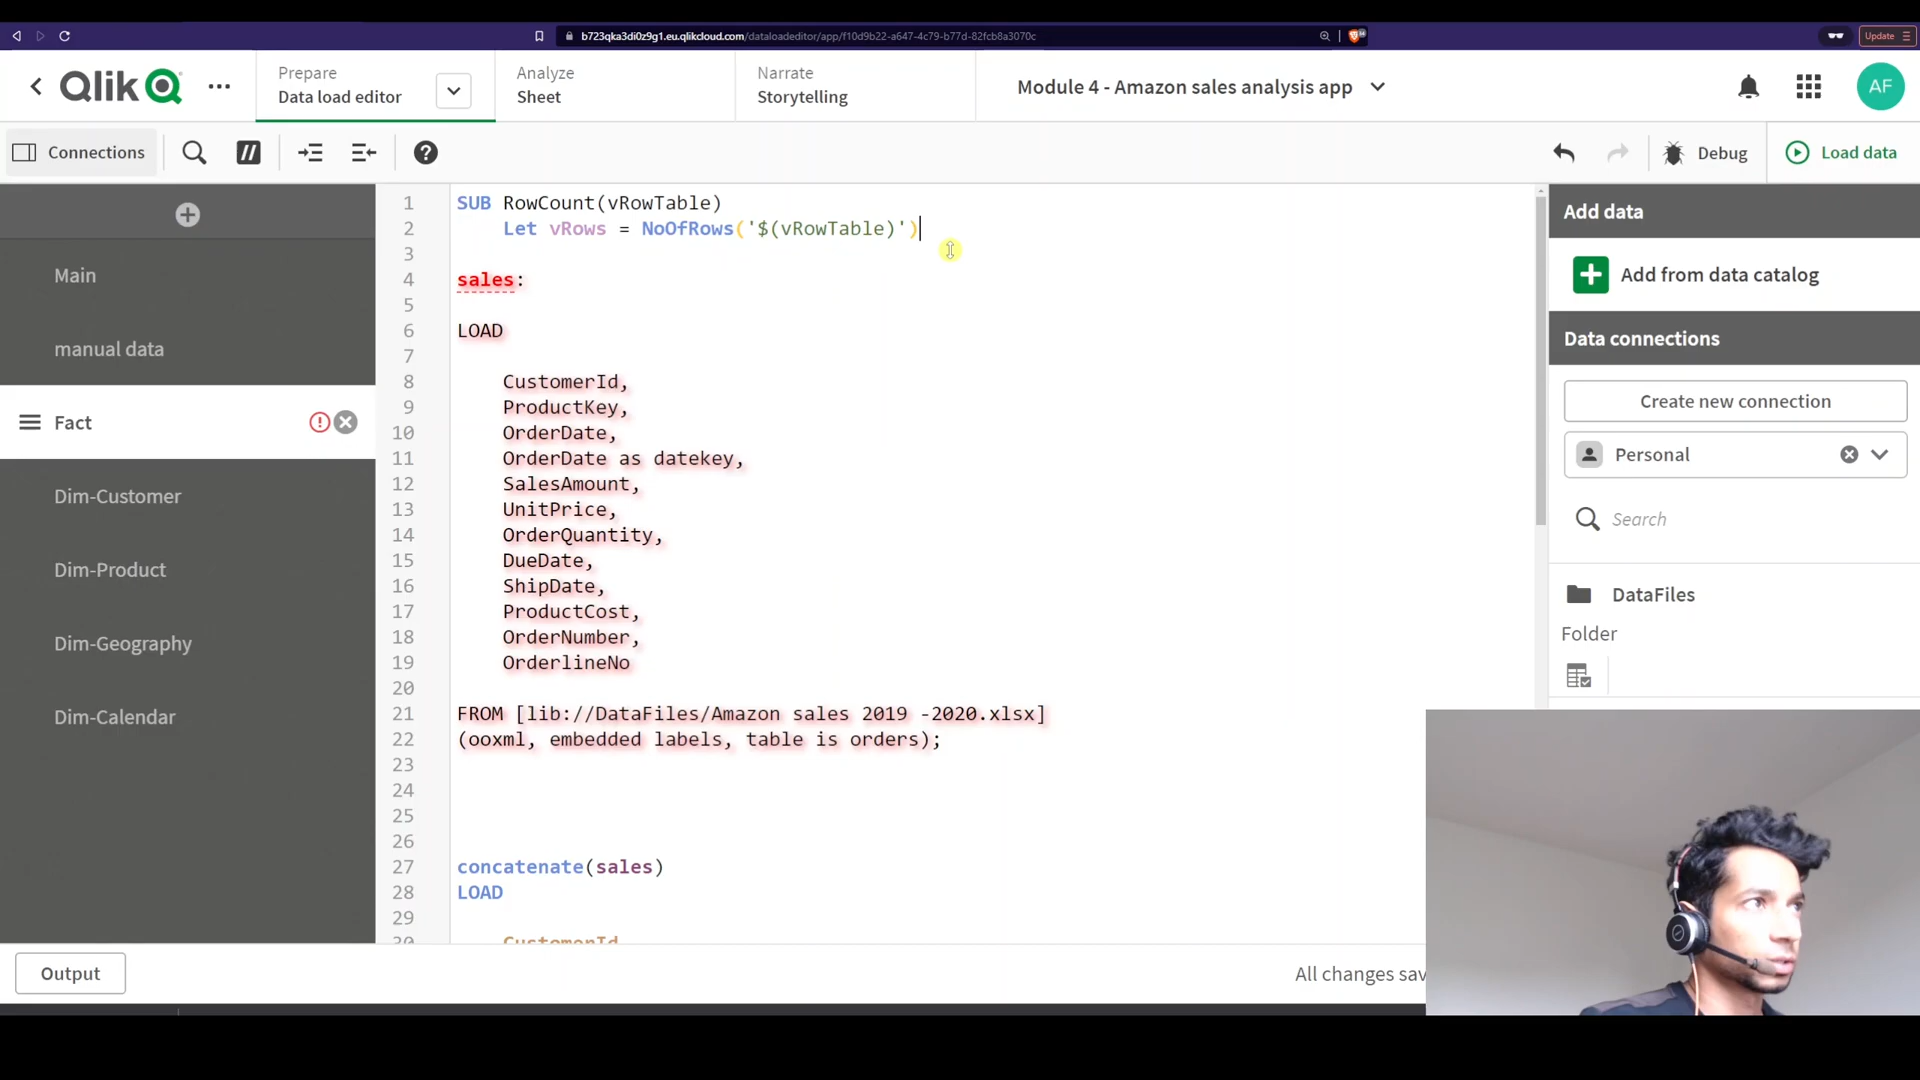 b723qka3di0z9g1.eu.qlikcloud.com/dataloadeditor/app/f10d9b22-a647-4c79-b77d-82fcb8a3070c
Update
Qlik
Prepare
Data load editor
Analyze
Sheet
Narrate
Storytelling
Module 4 - Amazon sales analysis app
AF
Connections
//
?
Debug
Load data
Main
manual data
Fact
Dim-Customer
Dim-Product
Dim-Geography
Dim-Calendar
1 SUB RowCount(vRowTable)
2 Let vRows = NoOfRows('$(vRowTable)')
3
4 sales:
5
6 LOAD
7
8 CustomerId,
9 ProductKey,
10 OrderDate,
11 OrderDate as datekey,
12 SalesAmount,
13 UnitPrice,
14 OrderQuantity,
15 DueDate,
16 ShipDate,
17 ProductCost,
18 OrderNumber,
19 OrderlineNo
20
21 FROM [lib://DataFiles/Amazon sales 2019 -2020.xlsx]
22 (ooxml, embedded labels, table is orders);
23
24
25
26
27 concatenate(sales)
28 LOAD
29
30 CustomerId
Add data
Add from data catalog
Data connections
Create new connection
Personal
Search
DataFiles
Folder
Output
All changes sav